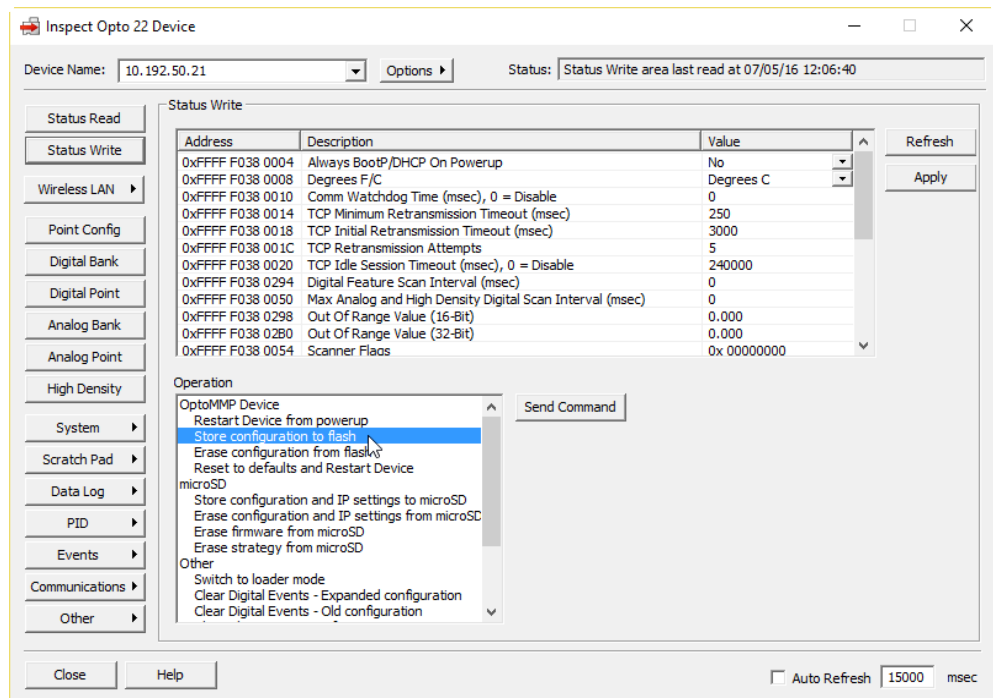 Inspect Opto 22 Device
Device Name: 10.192.50.21 Options Status: Status Write area last read at 07/05/16 12:06:40
Status Read
Status Write
Wireless LAN
Point Config
Digital Bank
Digital Point
Analog Bank
Analog Point
High Density
System
Scratch Pad
Data Log
PID
Events
Communications
Other
Status Write
Address Description Value
0xFFFF F038 0004 Always BootP/DHCP On Powerup No
0xFFFF F038 0008 Degrees F/C Degrees C
0xFFFF F038 0010 Comm Watchdog Time (msec), 0 = Disable 0
0xFFFF F038 0014 TCP Minimum Retransmission Timeout (msec) 250
0xFFFF F038 0018 TCP Initial Retransmission Timeout (msec) 3000
0xFFFF F038 001C TCP Retransmission Attempts 5
0xFFFF F038 0020 TCP Idle Session Timeout (msec), 0 = Disable 240000
0xFFFF F038 0294 Digital Feature Scan Interval (msec) 0
0xFFFF F038 0050 Max Analog and High Density Digital Scan Interval (msec) 0
0xFFFF F038 0298 Out Of Range Value (16-Bit) 0.000
0xFFFF F038 02B0 Out Of Range Value (32-Bit) 0.000
0xFFFF F038 0054 Scanner Flags 0x 00000000
Refresh
Apply
Operation
OptoMMP Device
Restart Device from powerup
Store configuration to flash
Erase configuration from flash
Reset to defaults and Restart Device
microSD
Store configuration and IP settings to microSD
Erase configuration and IP settings from microSD
Erase firmware from microSD
Erase strategy from microSD
Other
Switch to loader mode
Clear Digital Events - Expanded configuration
Clear Digital Events - Old configuration
Send Command
Close Help Auto Refresh 15000 msec